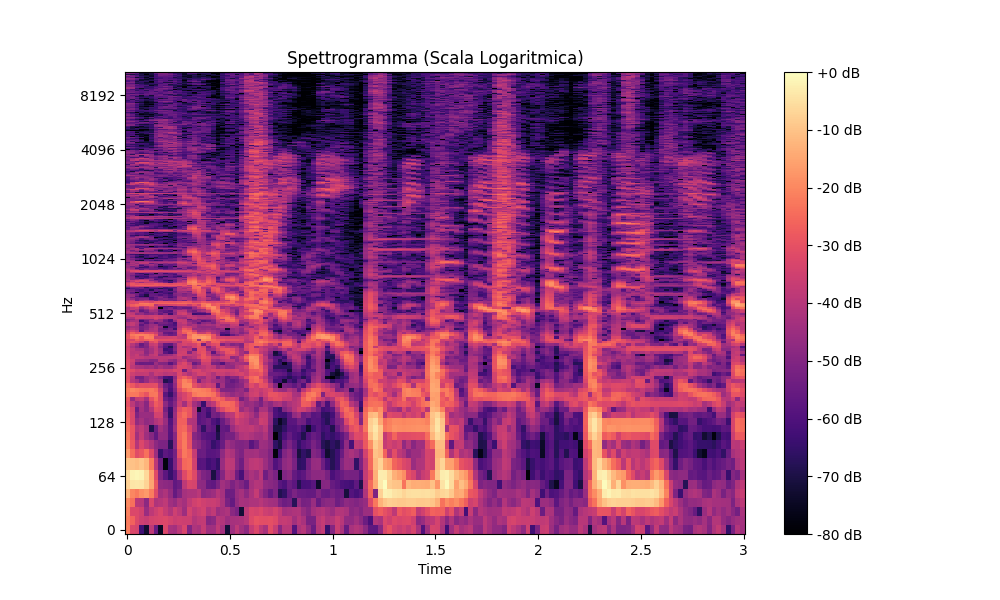 Spettrogramma (Scala Logaritmica)
Hz
8192
4096
2048
1024
512
256
128
64
0
0
0.5
1
1.5
2
2.5
3
Time
+0 dB
-10 dB
-20 dB
-30 dB
-40 dB
-50 dB
-60 dB
-70 dB
-80 dB